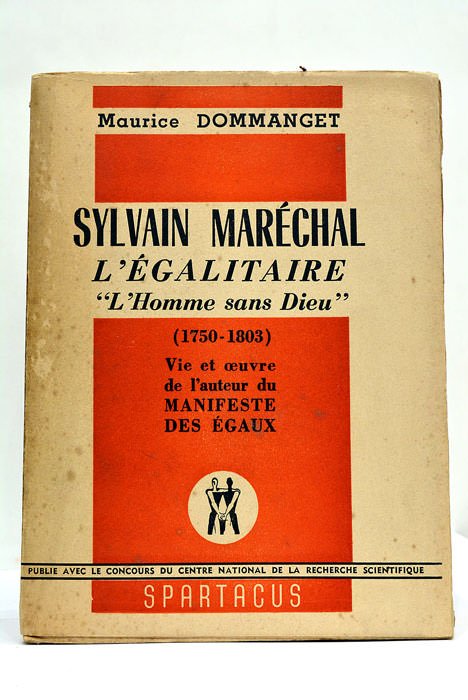 Maurice DOMMANGET
SYLVAIN MARÉCHAL
L'ÉGALITAIRE
"L'Homme sans Dieu"
(1750-1803)
Vie et œuvre
de l'auteur du
MANIFESTE
DES ÉGAUX
PUBLIE AVEC LE CONCOURS DU CENTRE NATIONAL DE LA RECHERCHE SCIENTIFIQUE
SPARTACUS